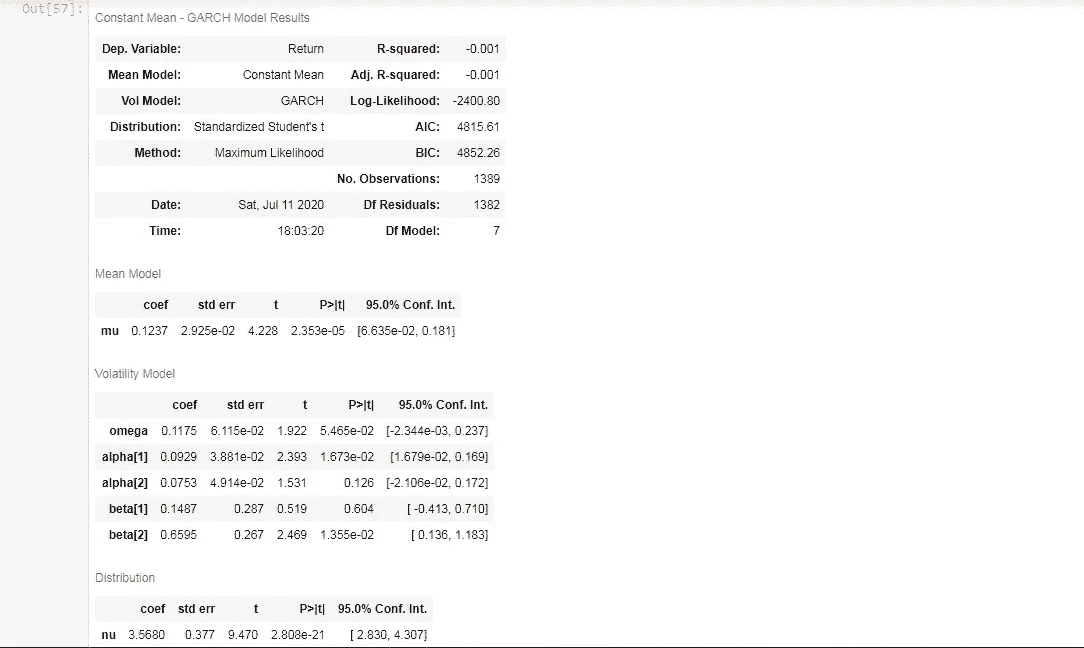 Out[57]:
Constant Mean - GARCH Model Results
Dep. Variable: Return R-squared: -0.001
Mean Model: Constant Mean Adj. R-squared: -0.001
Vol Model: GARCH Log-Likelihood: -2400.80
Distribution: Standardized Student's t AIC: 4815.61
Method: Maximum Likelihood BIC: 4852.26
No. Observations: 1389
Date: Sat, Jul 11 2020 Df Residuals: 1382
Time: 18:03:20 Df Model: 7
Mean Model
coef std err t P>|t| 95.0% Conf. Int.
mu 0.1237 2.925e-02 4.228 2.353e-05 [6.635e-02, 0.181]
Volatility Model
coef std err t P>|t| 95.0% Conf. Int.
omega 0.1175 6.115e-02 1.922 5.465e-02 [-2.344e-03, 0.237]
alpha[1] 0.0929 3.881e-02 2.393 1.673e-02 [1.679e-02, 0.169]
alpha[2] 0.0753 4.914e-02 1.531 0.126 [-2.106e-02, 0.172]
beta[1] 0.1487 0.287 0.519 0.604 [ -0.413, 0.710]
beta[2] 0.6595 0.267 2.469 1.355e-02 [ 0.136, 1.183]
Distribution
coef std err t P>|t| 95.0% Conf. Int.
nu 3.5680 0.377 9.470 2.808e-21 [ 2.830, 4.307]